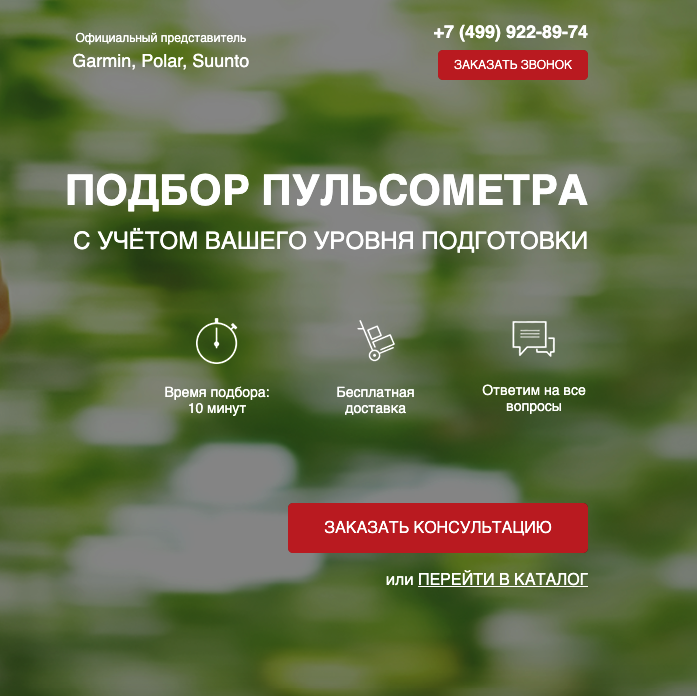 Официальный представитель
Garmin, Polar, Suunto
+7 (499) 922-89-74
ЗАКАЗАТЬ ЗВОНОК
ПОДБОР ПУЛЬСОМЕТРА
С УЧЁТОМ ВАШЕГО УРОВНЯ ПОДГОТОВКИ
Время подбора:
10 минут
Бесплатная
доставка
Ответим на все
вопросы
ЗАКАЗАТЬ КОНСУЛЬТАЦИЮ
или ПЕРЕЙТИ В КАТАЛОГ